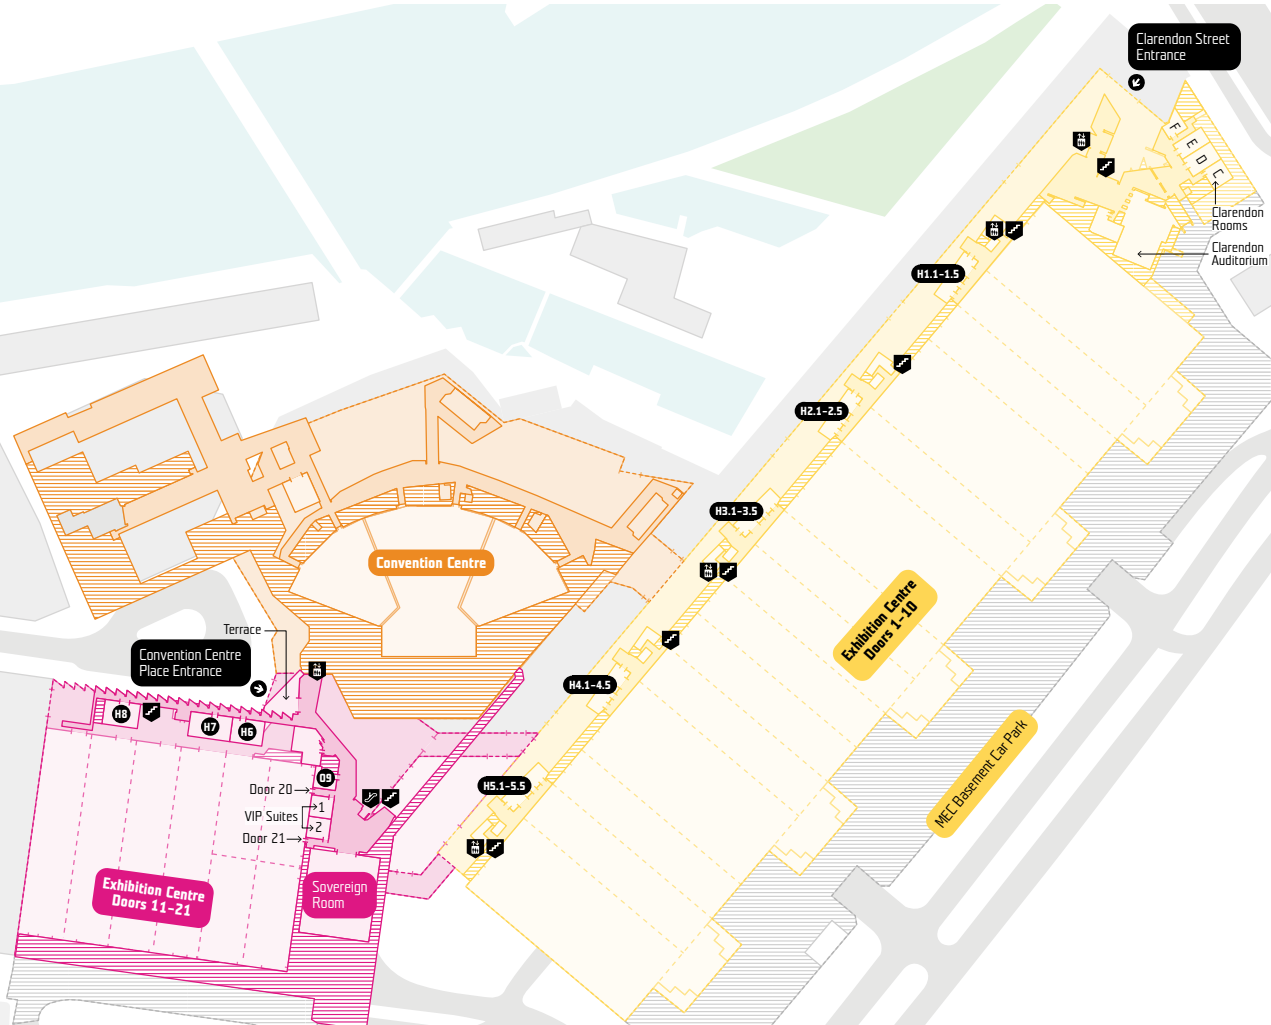 Clarendon Street
Entrance
F
E
D
C
Clarendon
Rooms
Clarendon
Auditorium
H1.1-1.5
H2.1-2.5
H3.1-3.5
Convention Centre
Exhibition Centre
Doors 1-10
Terrace
Convention Centre
Place Entrance
H4.1-4.5
H8
H7
H6
MEC Basement Car Park
09
Door 20
H5.1-5.5
VIP Suites
1
2
Door 21
Exhibition Centre
Doors 11-21
Sovereign
Room